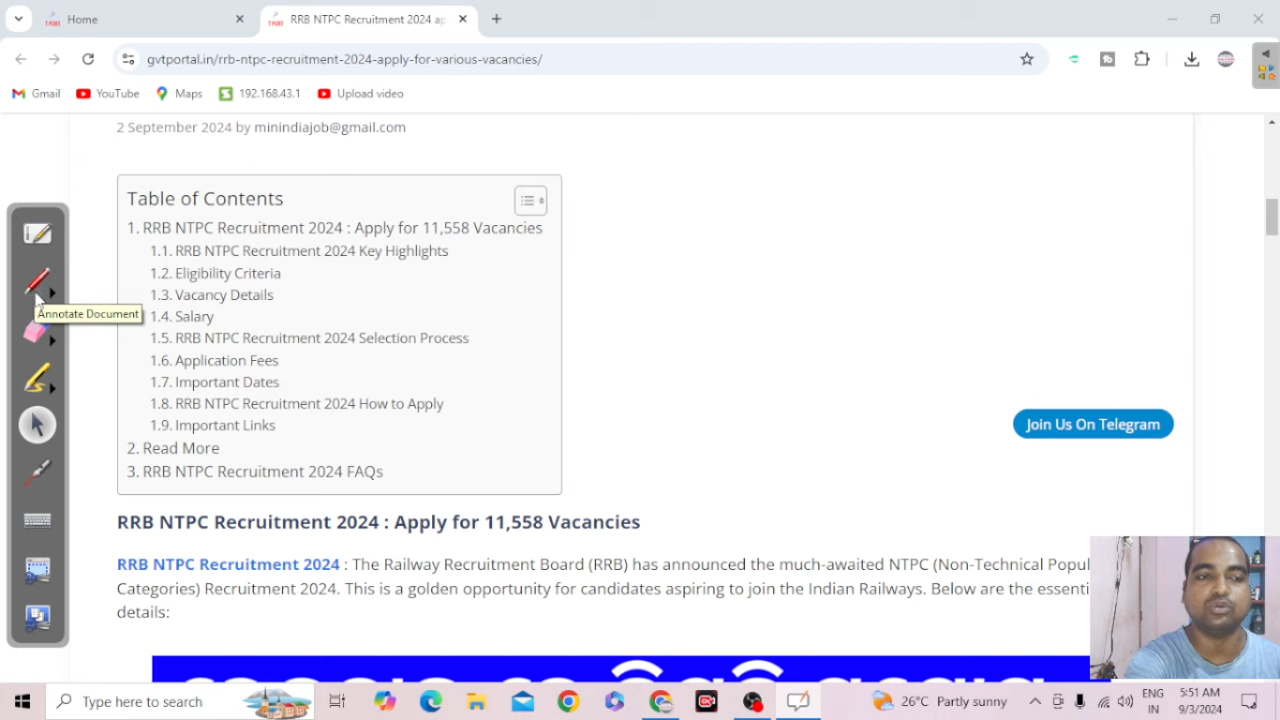 Home
RRB NTPC Recruitment 2024 ap
gvtportal.in/rrb-ntpc-recruitment-2024-apply-for-various-vacancies/
Gmail YouTube Maps 192.168.43.1 Upload video
2 September 2024 by minindiajob@gmail.com
Table of Contents
1. RRB NTPC Recruitment 2024 : Apply for 11,558 Vacancies
1.1. RRB NTPC Recruitment 2024 Key Highlights
1.2. Eligibility Criteria
1.3. Vacancy Details
Annotate Document
1.4. Salary
1.5. RRB NTPC Recruitment 2024 Selection Process
1.6. Application Fees
1.7. Important Dates
1.8. RRB NTPC Recruitment 2024 How to Apply
1.9. Important Links
Join Us On Telegram
2. Read More
3. RRB NTPC Recruitment 2024 FAQs
RRB NTPC Recruitment 2024 : Apply for 11,558 Vacancies
RRB NTPC Recruitment 2024 : The Railway Recruitment Board (RRB) has announced the much-awaited NTPC (Non-Technical Popul
Categories) Recruitment 2024. This is a golden opportunity for candidates aspiring to join the Indian Railways. Below are the essenti
details:
Type here to search
26°C Partly sunny
ENG
IN
5:51 AM
9/3/2024